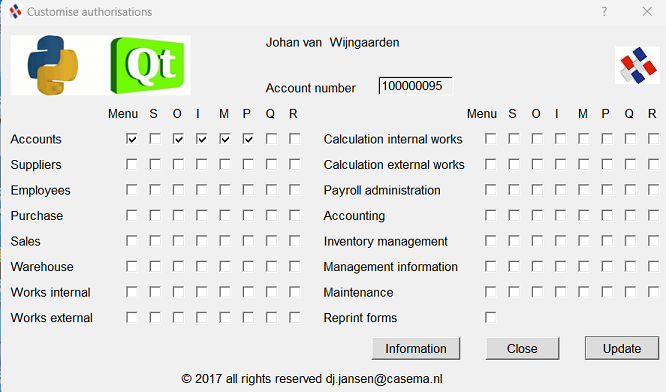 Customise authorisations
Johan van Wijngaarden
Qt
Account number 100000095
Menu S O I M P Q R Menu S O I M P Q R
Accounts Calculation internal works
Suppliers Calculation external works
Employees Payroll administration
Purchase Accounting
Sales Inventory management
Warehouse Management information
Works internal Maintenance
Works external Reprint forms
Information Close Update
© 2017 all rights reserved dj.jansen@casema.nl